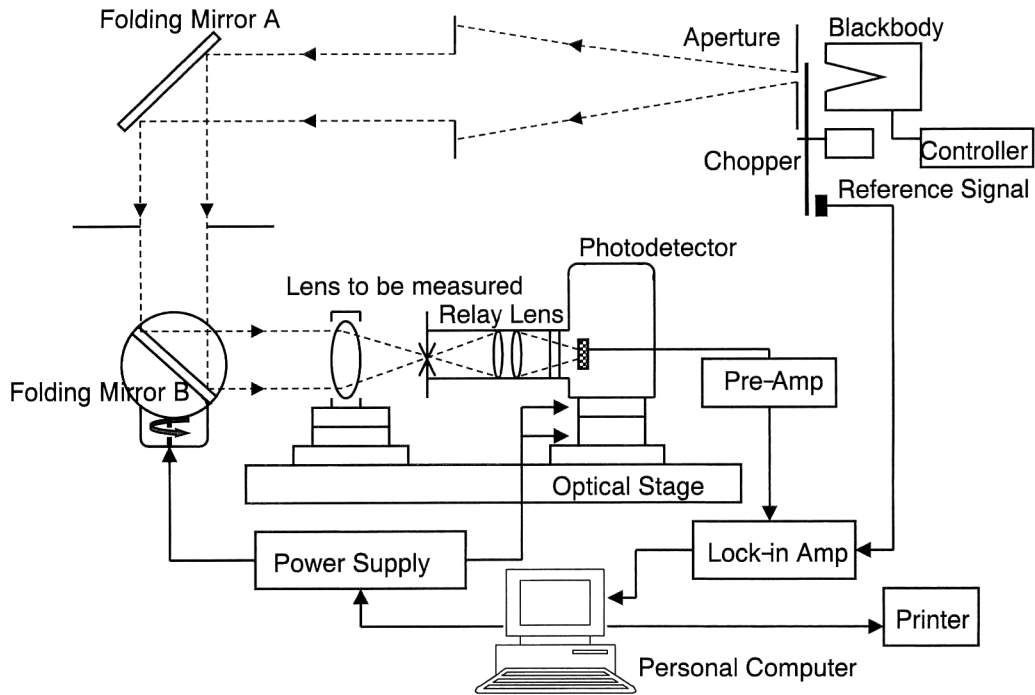 Folding Mirror A
Aperture
Blackbody
Controller
Chopper
Reference Signal
Photodetector
Lens to be measured
Relay Lens
Folding Mirror B
Pre-Amp
Optical Stage
Power Supply
Lock-in Amp
Printer
Personal Computer